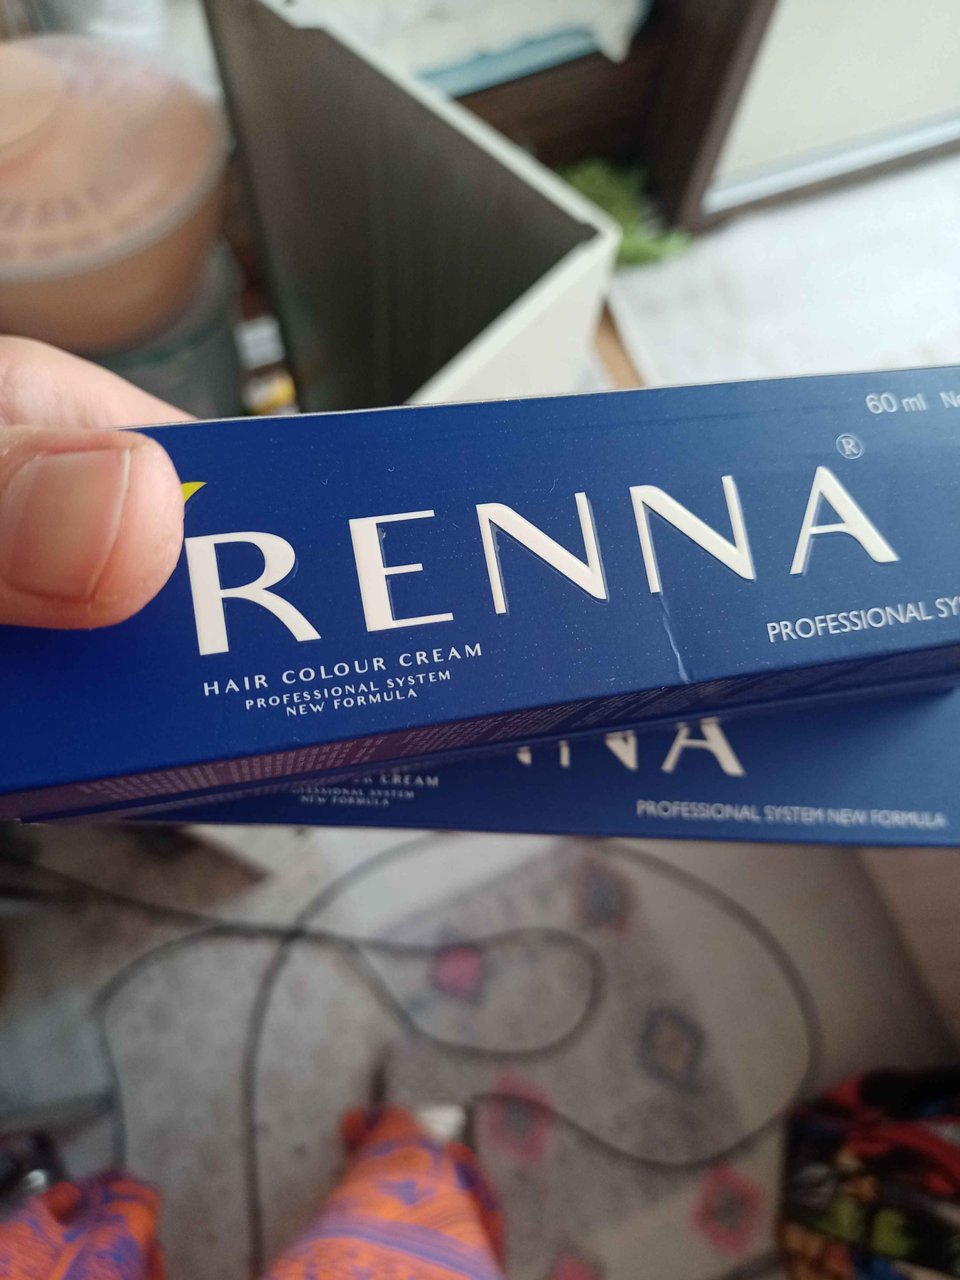 60 ml
RENNA®
PROFESSIONAL
HAIR COLOUR CREAM
PROFESSIONAL SYSTEM
NEW FORMULA
NNA
CREAM
PROFESSIONAL SYSTEM
NEW FORMULA
PROFESSIONAL SYSTEM NEW FORMULA